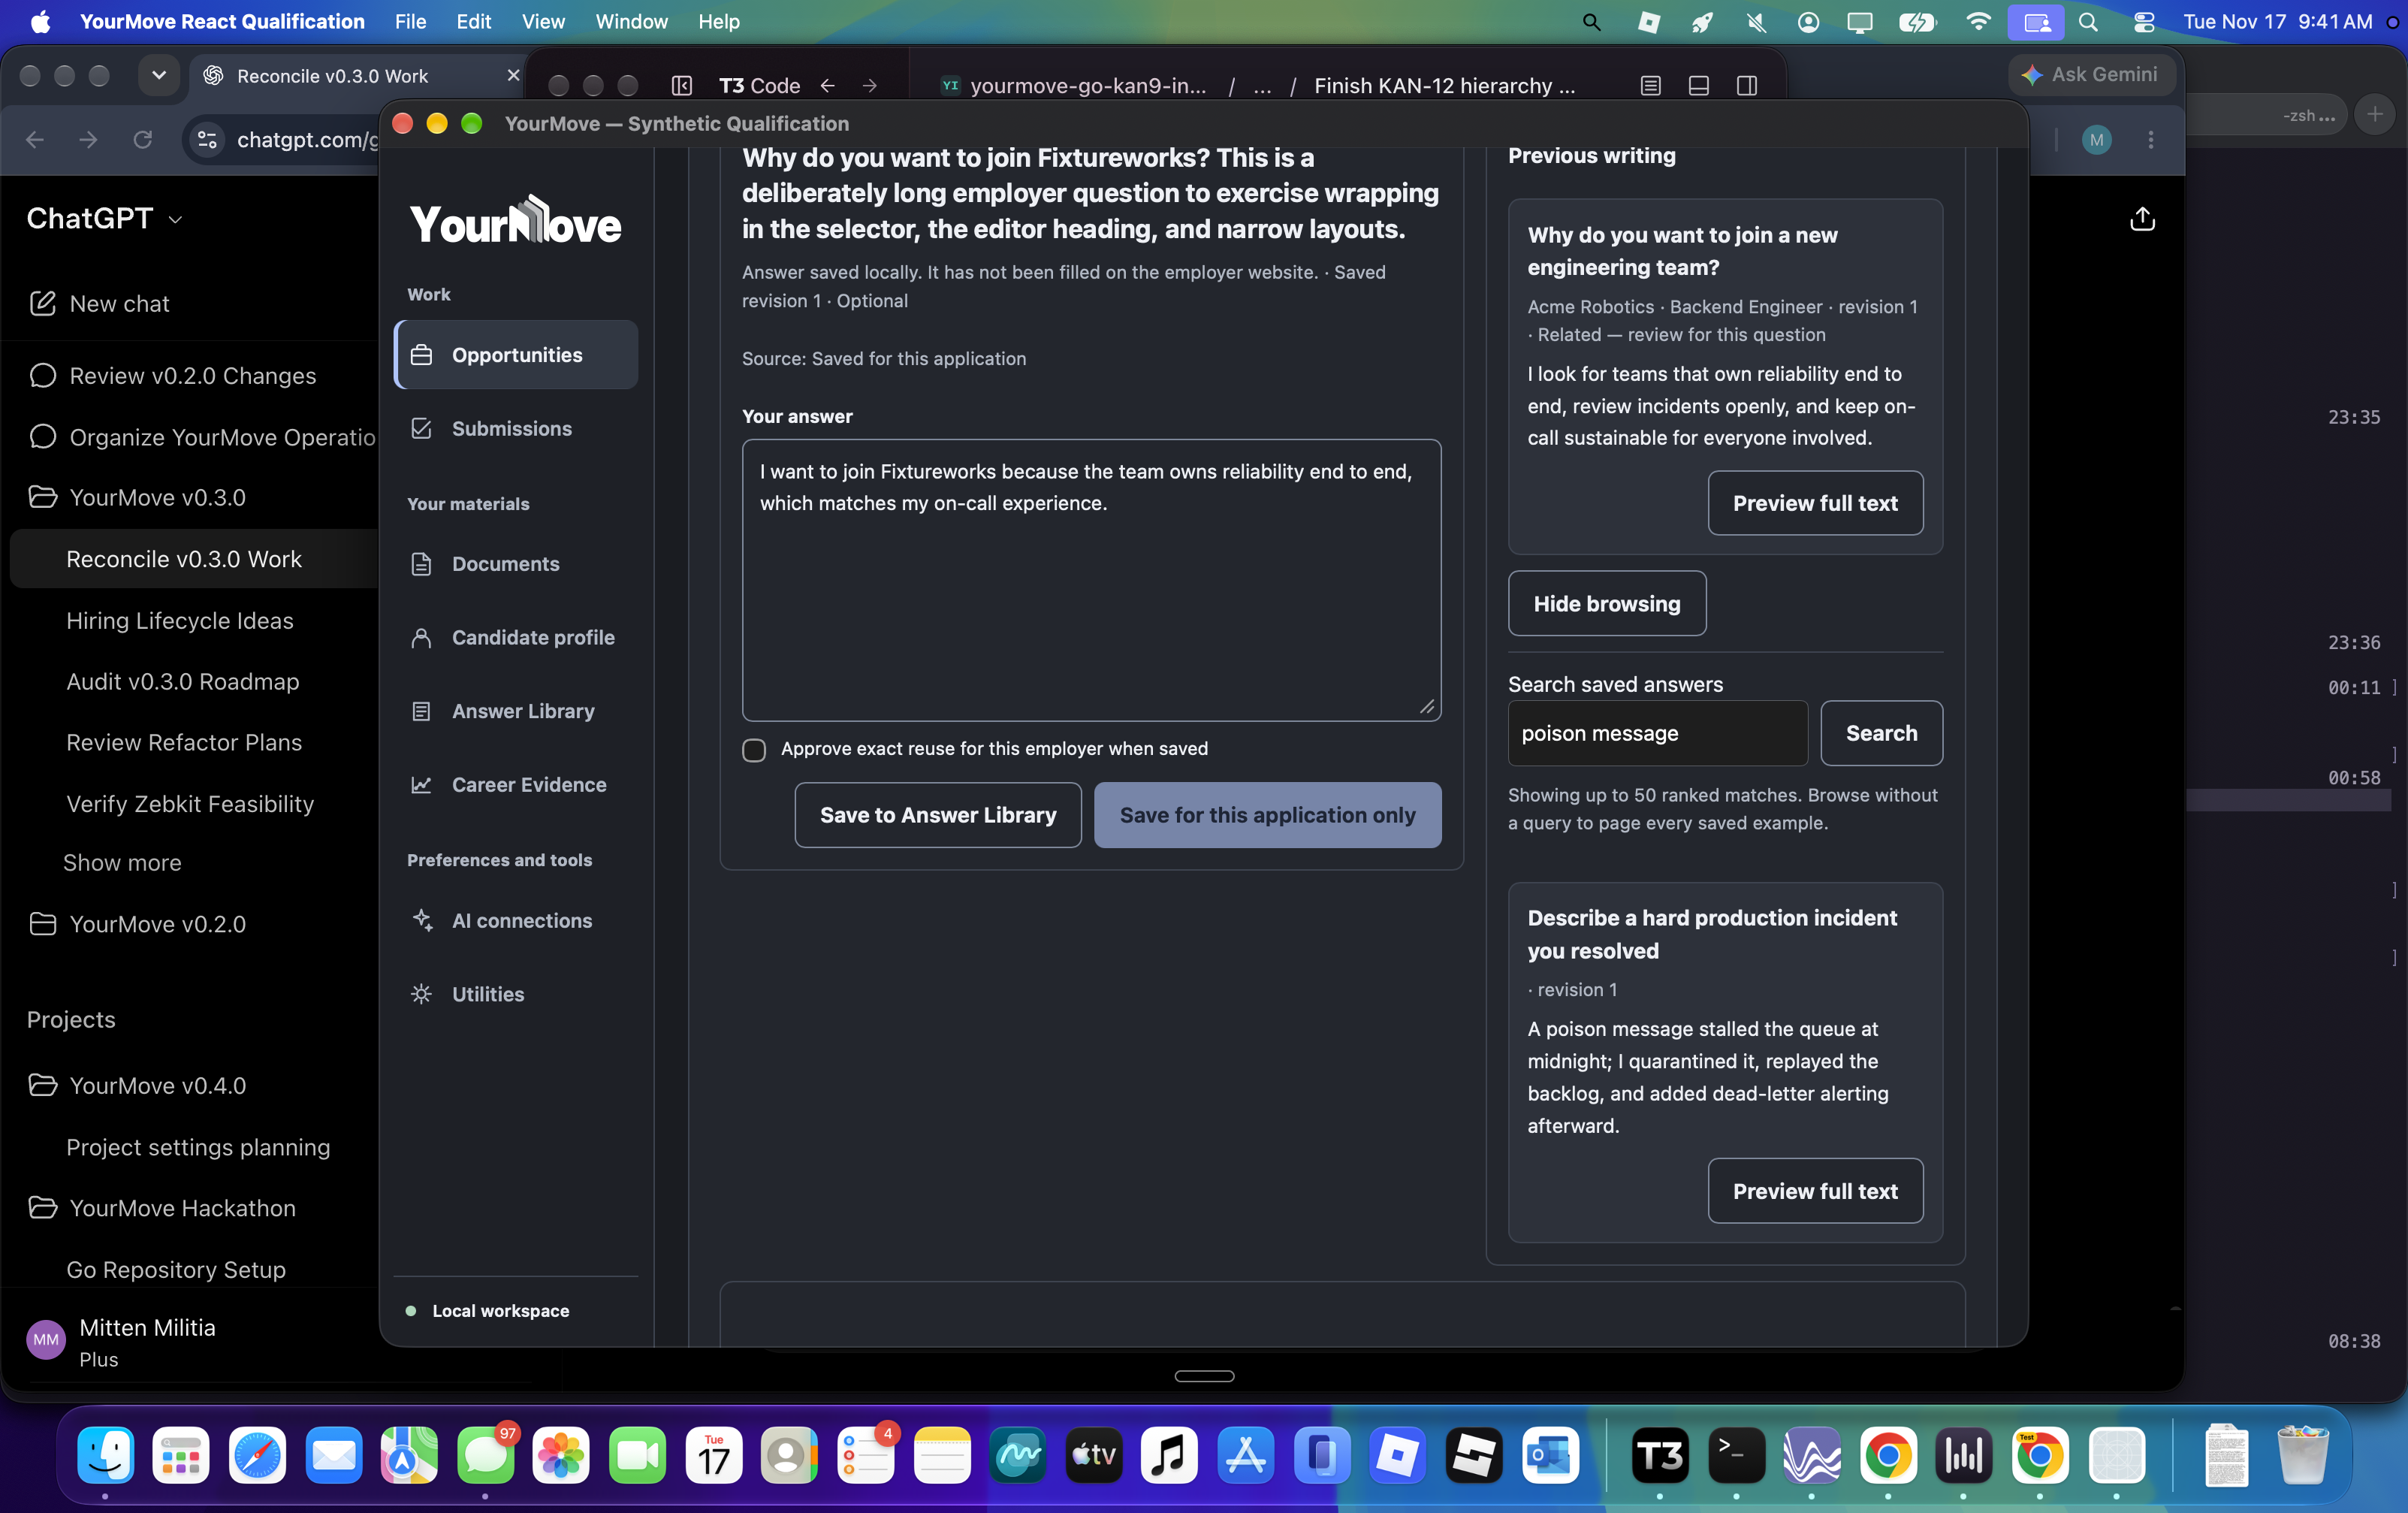 YourMove React Qualification File Edit View Window Help
Tue Nov 17 9:41 AM
Reconcile v0.3.0 Work
T3 Code
YI yourmove-go-kan9-in... / ... / Finish KAN-12 hierarchy ...
Ask Gemini
chatgpt.com/g
-zsh ...
M
YourMove — Synthetic Qualification
ChatGPT
New chat
Review v0.2.0 Changes
Organize YourMove Operatio
YourMove v0.3.0
Reconcile v0.3.0 Work
Hiring Lifecycle Ideas
Audit v0.3.0 Roadmap
Review Refactor Plans
Verify Zebkit Feasibility
Show more
YourMove v0.2.0
Projects
YourMove v0.4.0
Project settings planning
YourMove Hackathon
Go Repository Setup
MM
Mitten Militia
Plus
YourMove
Work
Opportunities
Submissions
Your materials
Documents
Candidate profile
Answer Library
Career Evidence
Preferences and tools
AI connections
Utilities
Local workspace
Why do you want to join Fixtureworks? This is a
deliberately long employer question to exercise wrapping
in the selector, the editor heading, and narrow layouts.
Answer saved locally. It has not been filled on the employer website. · Saved
revision 1 · Optional
Source: Saved for this application
Your answer
I want to join Fixtureworks because the team owns reliability end to end,
which matches my on-call experience.
Approve exact reuse for this employer when saved
Save to Answer Library
Save for this application only
Previous writing
Why do you want to join a new
engineering team?
Acme Robotics · Backend Engineer · revision 1
· Related — review for this question
I look for teams that own reliability end to
end, review incidents openly, and keep on-
call sustainable for everyone involved.
Preview full text
Hide browsing
Search saved answers
poison message
Search
Showing up to 50 ranked matches. Browse without
a query to page every saved example.
Describe a hard production incident
you resolved
· revision 1
A poison message stalled the queue at
midnight; I quarantined it, replayed the
backlog, and added dead-letter alerting
afterward.
Preview full text
23:35
23:36
00:11 ]
]
00:58
]
]
08:38
97
Tue
17
4
tv
T3
Test